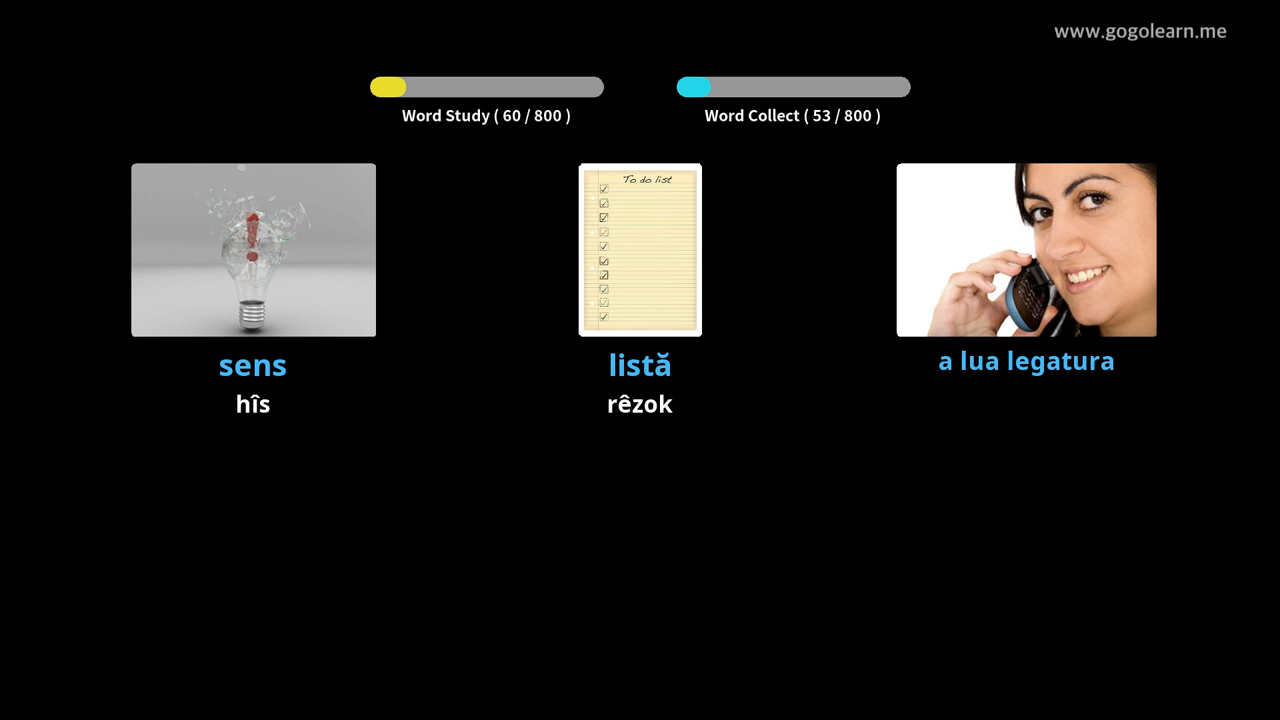 www.gogolearn.me
Word Study ( 60 / 800 )
Word Collect ( 53 / 800 )
To do list
sens
listă
a lua legatura
hîs
rêzok